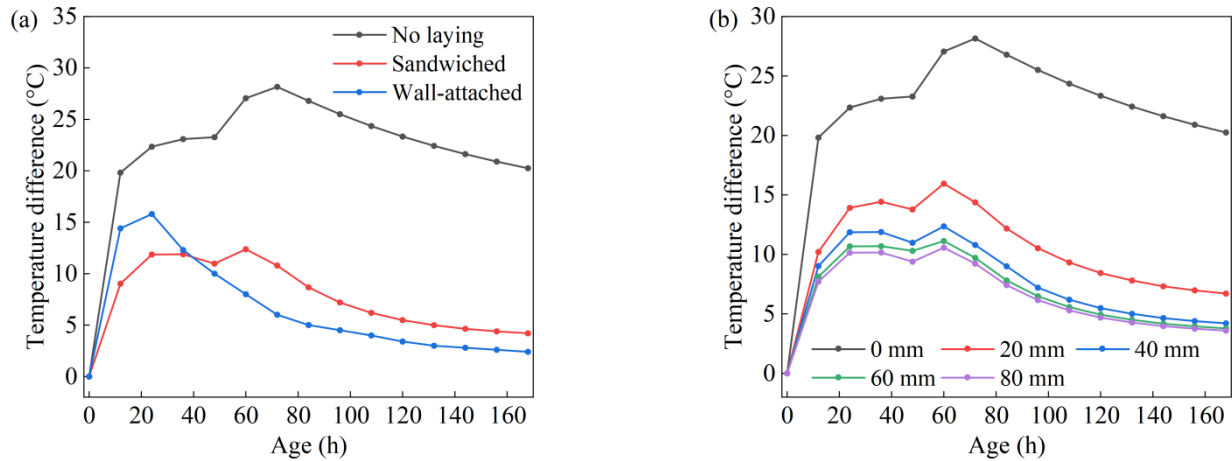 (a)
35
30
25
20
15
10
5
0
Temperature difference (°C)
No laying
Sandwiched
Wall-attached
0 20 40 60 80 100 120 140 160
Age (h)
(b)
30
25
20
15
10
5
0
Temperature difference (°C)
0 mm 20 mm 40 mm
60 mm 80 mm
0 20 40 60 80 100 120 140 160
Age (h)